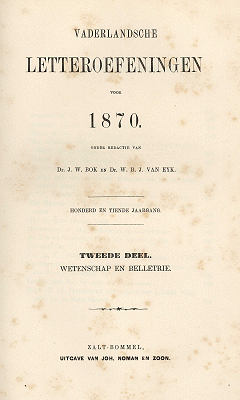 VADERLANDSCHE
LETTEROEFENINGEN
VOOR
1870.
ONDER REDACTIE VAN
Dr. J. W. BOK EN Dr. W. B. J. VAN EYK.
HONDERD EN TIENDE JAARGANG.
TWEEDE DEEL.
WETENSCHAP EN BELLETRIE.
ZALT-BOMMEL,
UITGAVE VAN JOH. NOMAN EN ZOON.